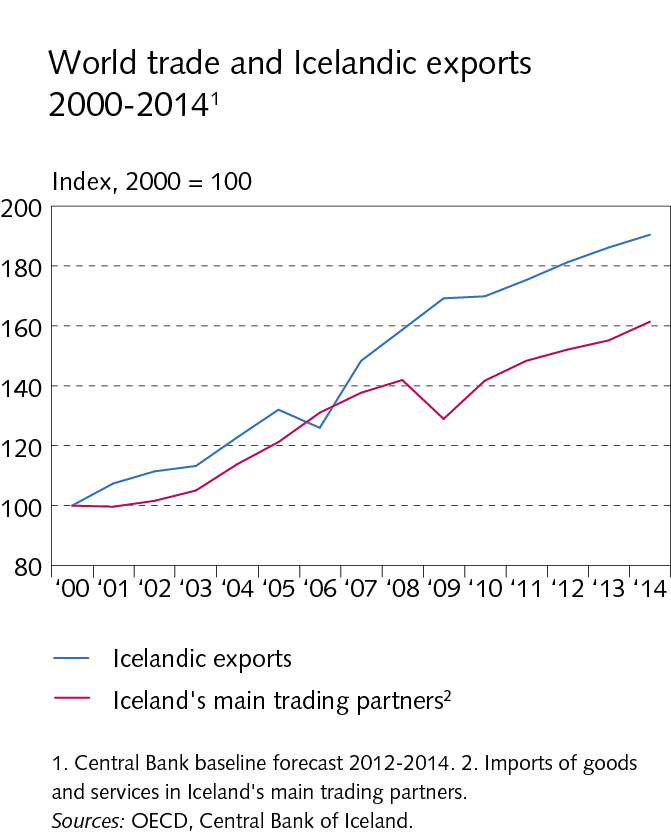 World trade and Icelandic exports
2000-2014¹
Index, 2000 = 100
200
180
160
140
120
100
80
‘00 ‘01 ‘02 ‘03 ‘04 ‘05 ‘06 ‘07 ‘08 ‘09 ‘10 ‘11 ‘12 ‘13 ‘14
Icelandic exports
Iceland's main trading partners²
1. Central Bank baseline forecast 2012-2014. 2. Imports of goods
and services in Iceland's main trading partners.
Sources: OECD, Central Bank of Iceland.